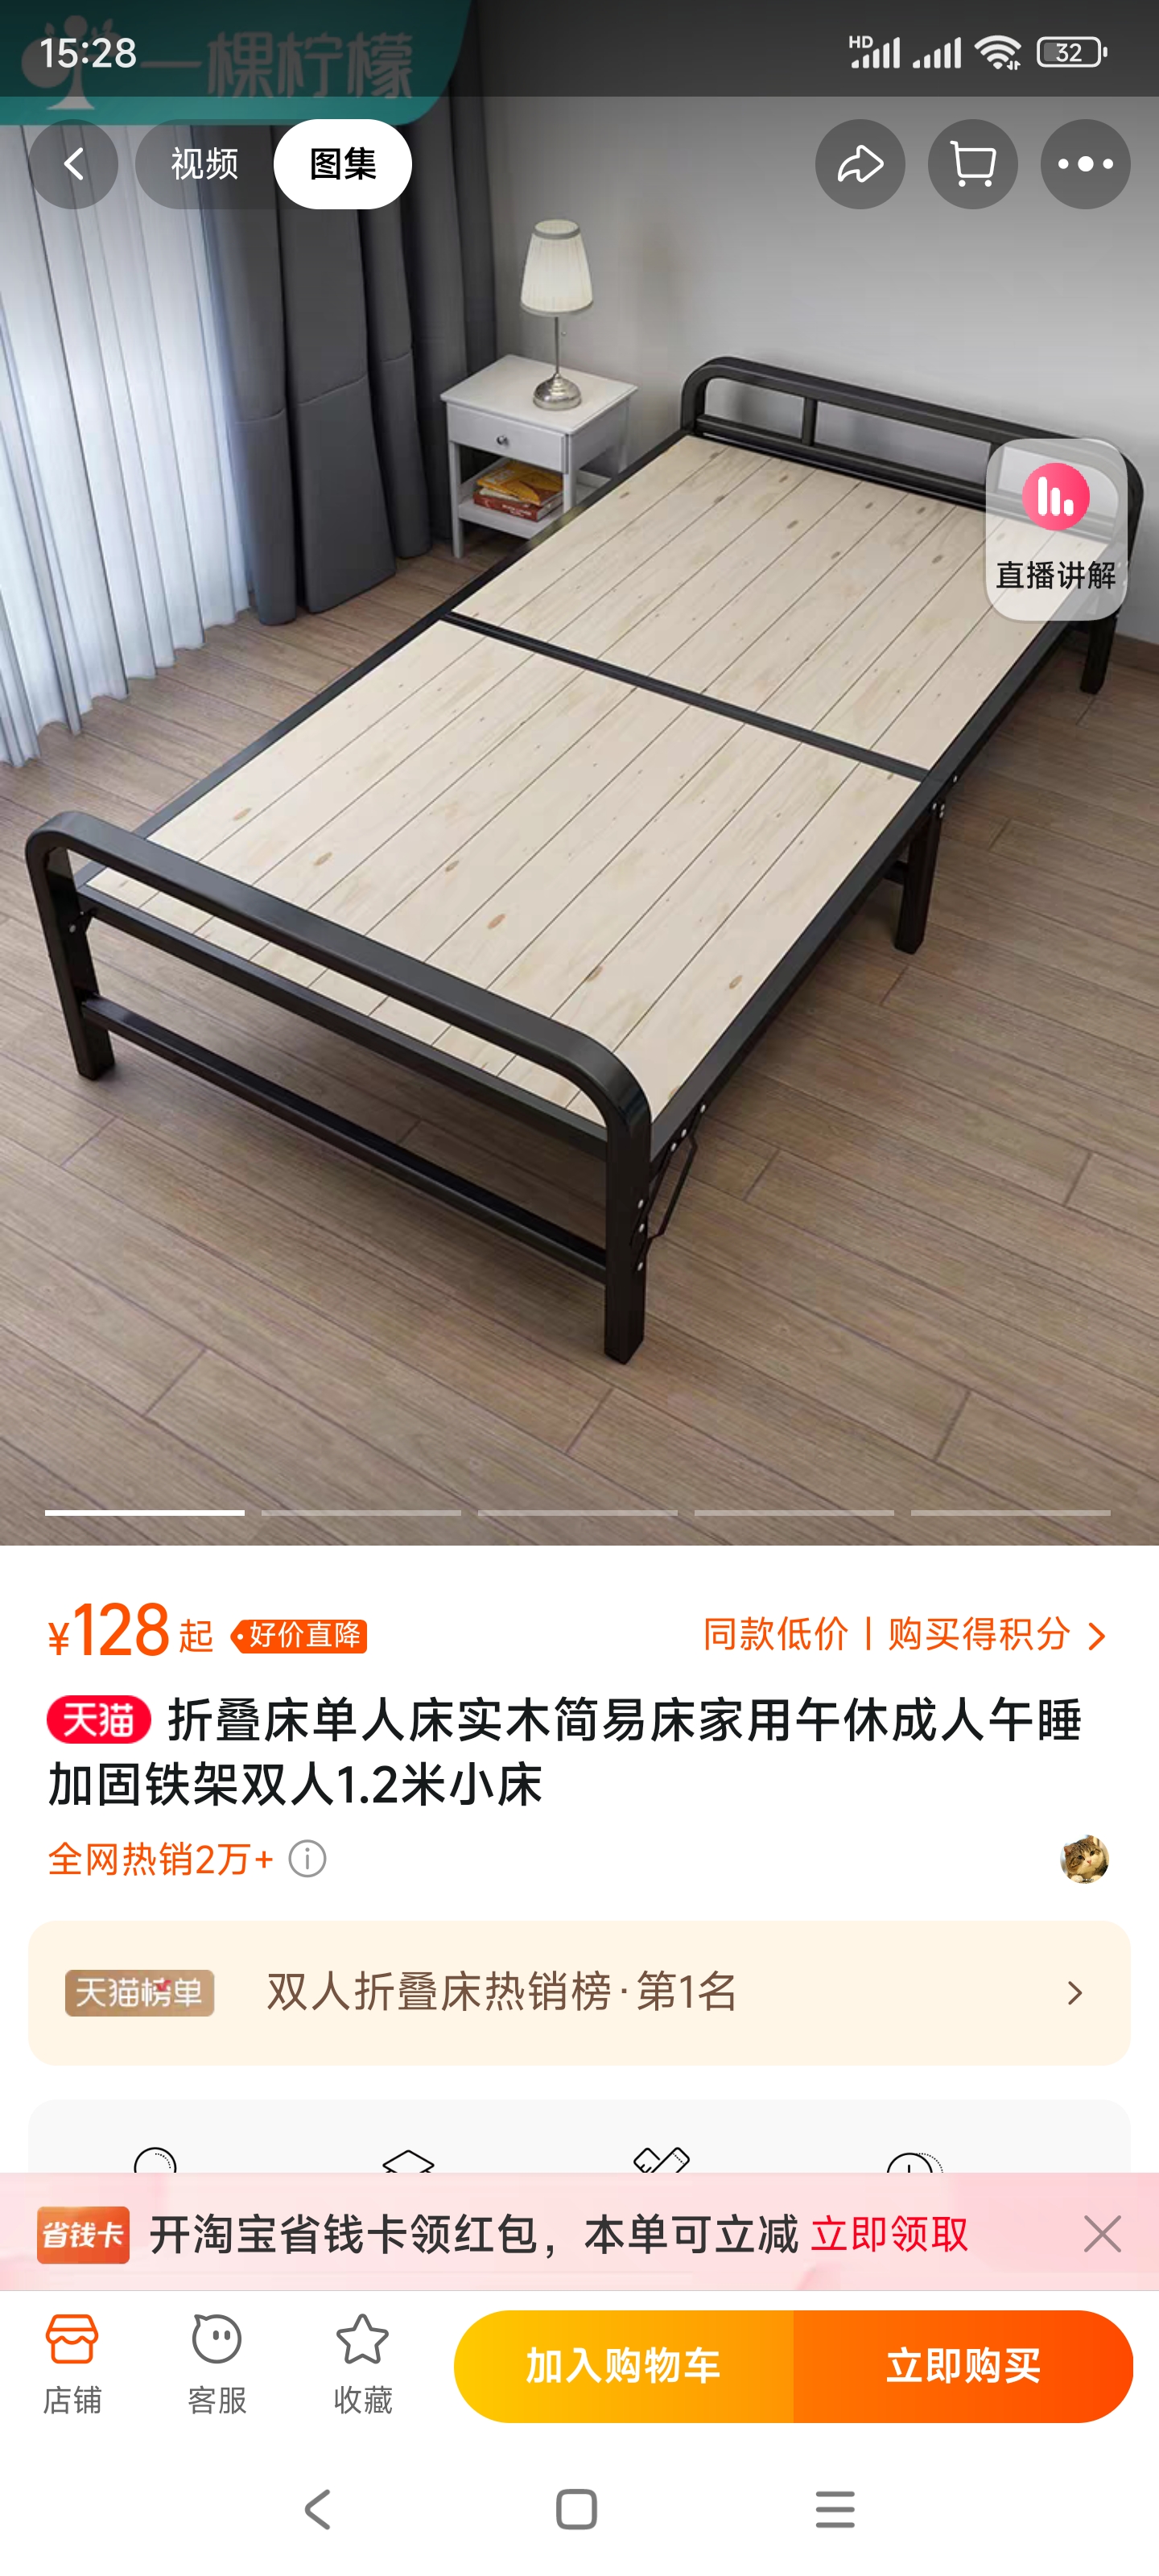 15:28
HD
32
一棵柠檬
视频
图集
直播讲解
¥128起
好价直降
同款低价 | 购买得积分
天猫 折叠床单人床实木简易床家用午休成人午睡
加固铁架双人1.2米小床
全网热销2万+
天猫榜单
双人折叠床热销榜·第1名
省钱卡
开淘宝省钱卡领红包，本单可立减 立即领取
店铺
客服
收藏
加入购物车
立即购买